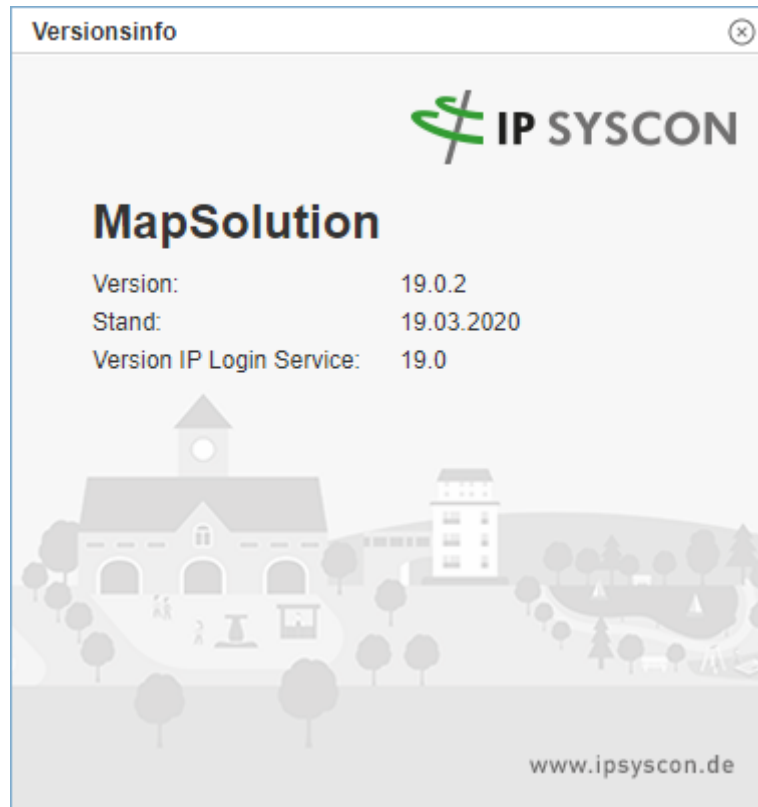 Versionsinfo
IP SYSCON
MapSolution
Version: 19.0.2
Stand: 19.03.2020
Version IP Login Service: 19.0
www.ipsyscon.de